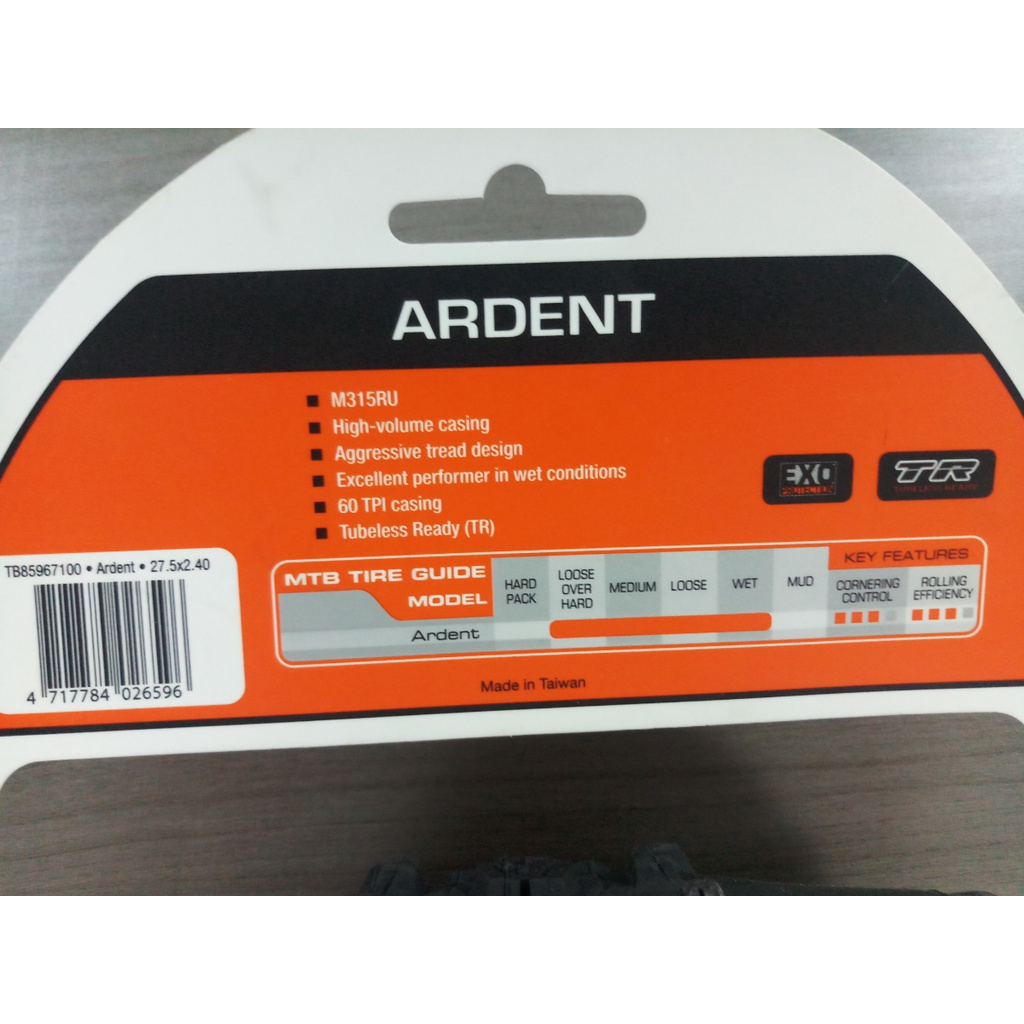 ARDENT
M315RU
High-volume casing
Aggressive tread design
Excellent performer in wet conditions
60 TPI casing
Tubeless Ready (TR)
EXO
PROTECTION
TR
TB85967100 • Ardent • 27.5x2.40
4 717784 026596
MTB TIRE GUIDE
MODEL
HARD PACK
LOOSE OVER HARD
MEDIUM
LOOSE
WET
MUD
KEY FEATURES
CORNERING CONTROL
ROLLING EFFICIENCY
Ardent
Made in Taiwan